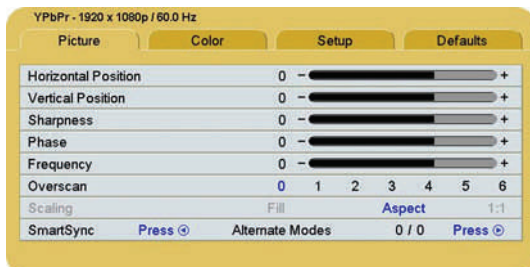 YPbPr - 1920 x 1080p / 60.0 Hz
Picture Color Setup Defaults
Horizontal Position 0 - +
Vertical Position 0 - +
Sharpness 0 - +
Phase 0 - +
Frequency 0 - +
Overscan 0 1 2 3 4 5 6
Scaling Fill Aspect 1:1
SmartSync Press Alternate Modes 0 / 0 Press